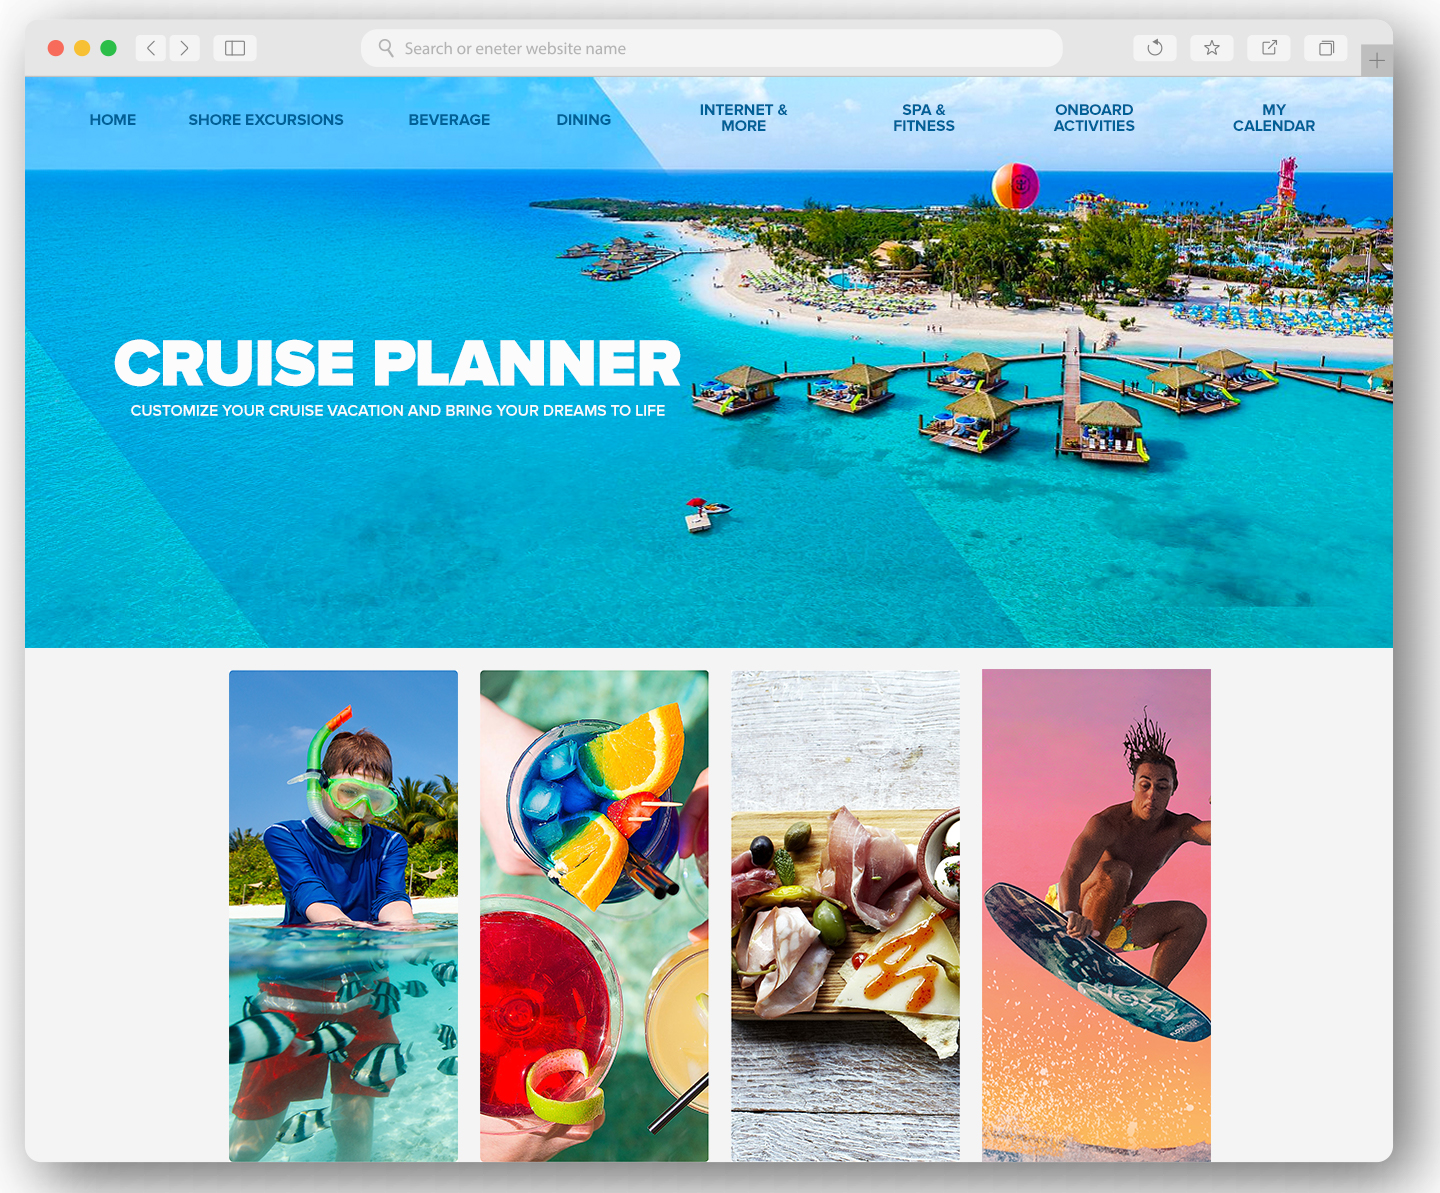 Search or eneter website name
HOME
SHORE EXCURSIONS
BEVERAGE
DINING
INTERNET &
MORE
SPA &
FITNESS
ONBOARD
ACTIVITIES
MY
CALENDAR
CRUISE PLANNER
CUSTOMIZE YOUR CRUISE VACATION AND BRING YOUR DREAMS TO LIFE